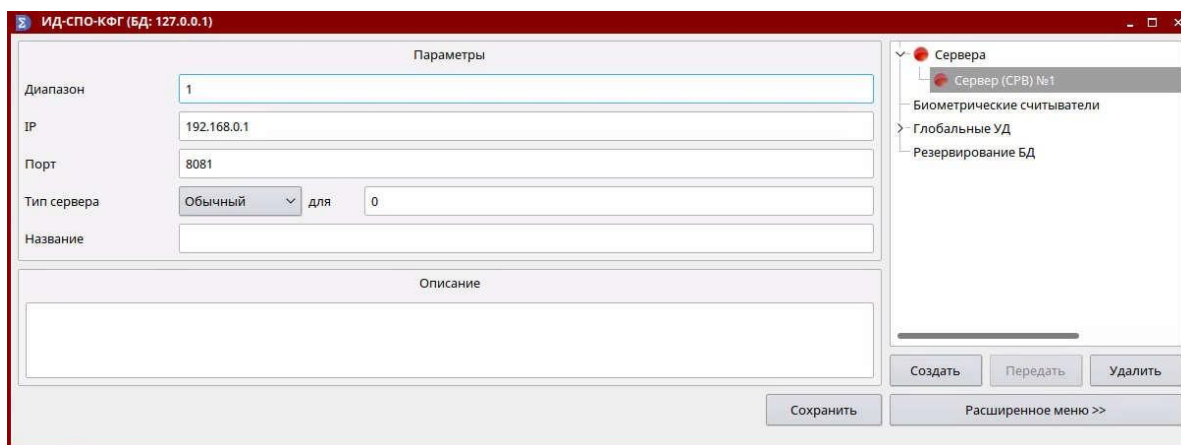 ИД-СПО-КФГ (БД: 127.0.0.1)
Параметры
Диапазон 1
IP 192.168.0.1
Порт 8081
Тип сервера Обычный для 0
Название
Описание
Сохранить
Сервера
Сервер (СРВ) №1
Биометрические считыватели
Глобальные УД
Резервирование БД
Создать Передать Удалить
Расширенное меню >>